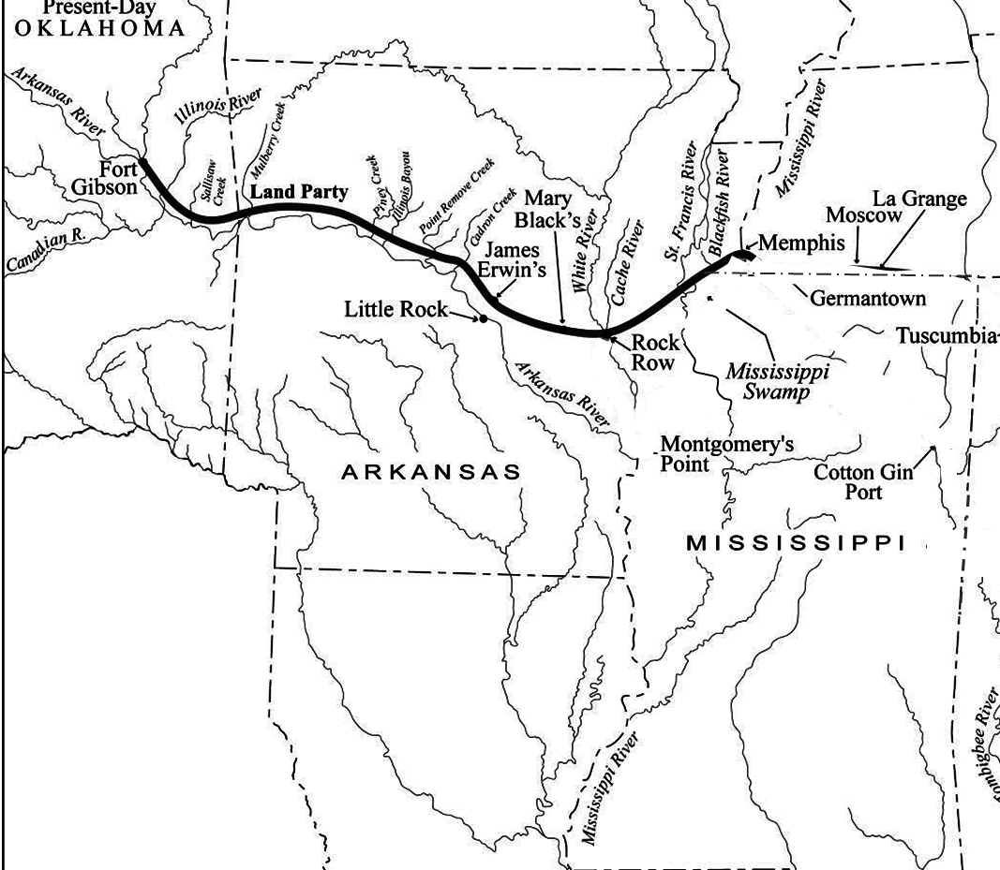 Present-Day
OKLAHOMA
Arkansas River
Illinois River
Mulberry Creek
Fort
Gibson
Sallisaw
Creek
Canadian R.
Land Party
Piney Creek
Illinois Bayou
Point Remove Creek
Cadron Creek
Mary
Black's
James
Erwin's
White River
Cache River
St. Francis River
Blackfish River
Mississippi River
La Grange
Moscow
Memphis
Germantown
Little Rock
Rock
Row
Tuscumbia
Mississippi
Swamp
Arkansas River
Montgomery's
Point
Cotton Gin
Port
ARKANSAS
MISSISSIPPI
Mississippi River
River